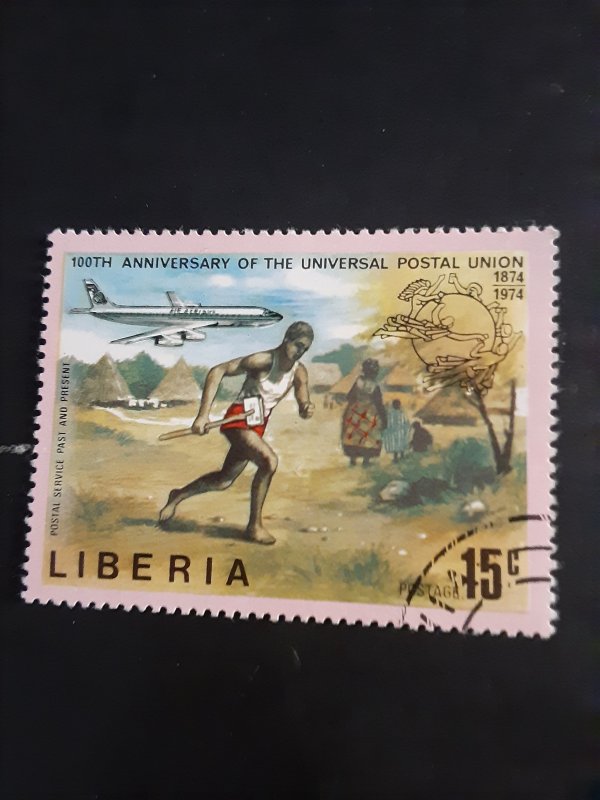 100TH ANNIVERSARY OF THE UNIVERSAL POSTAL UNION
1874
1974
POSTAL SERVICE PAST AND PRESENT
LIBERIA
POSTAGE 15c